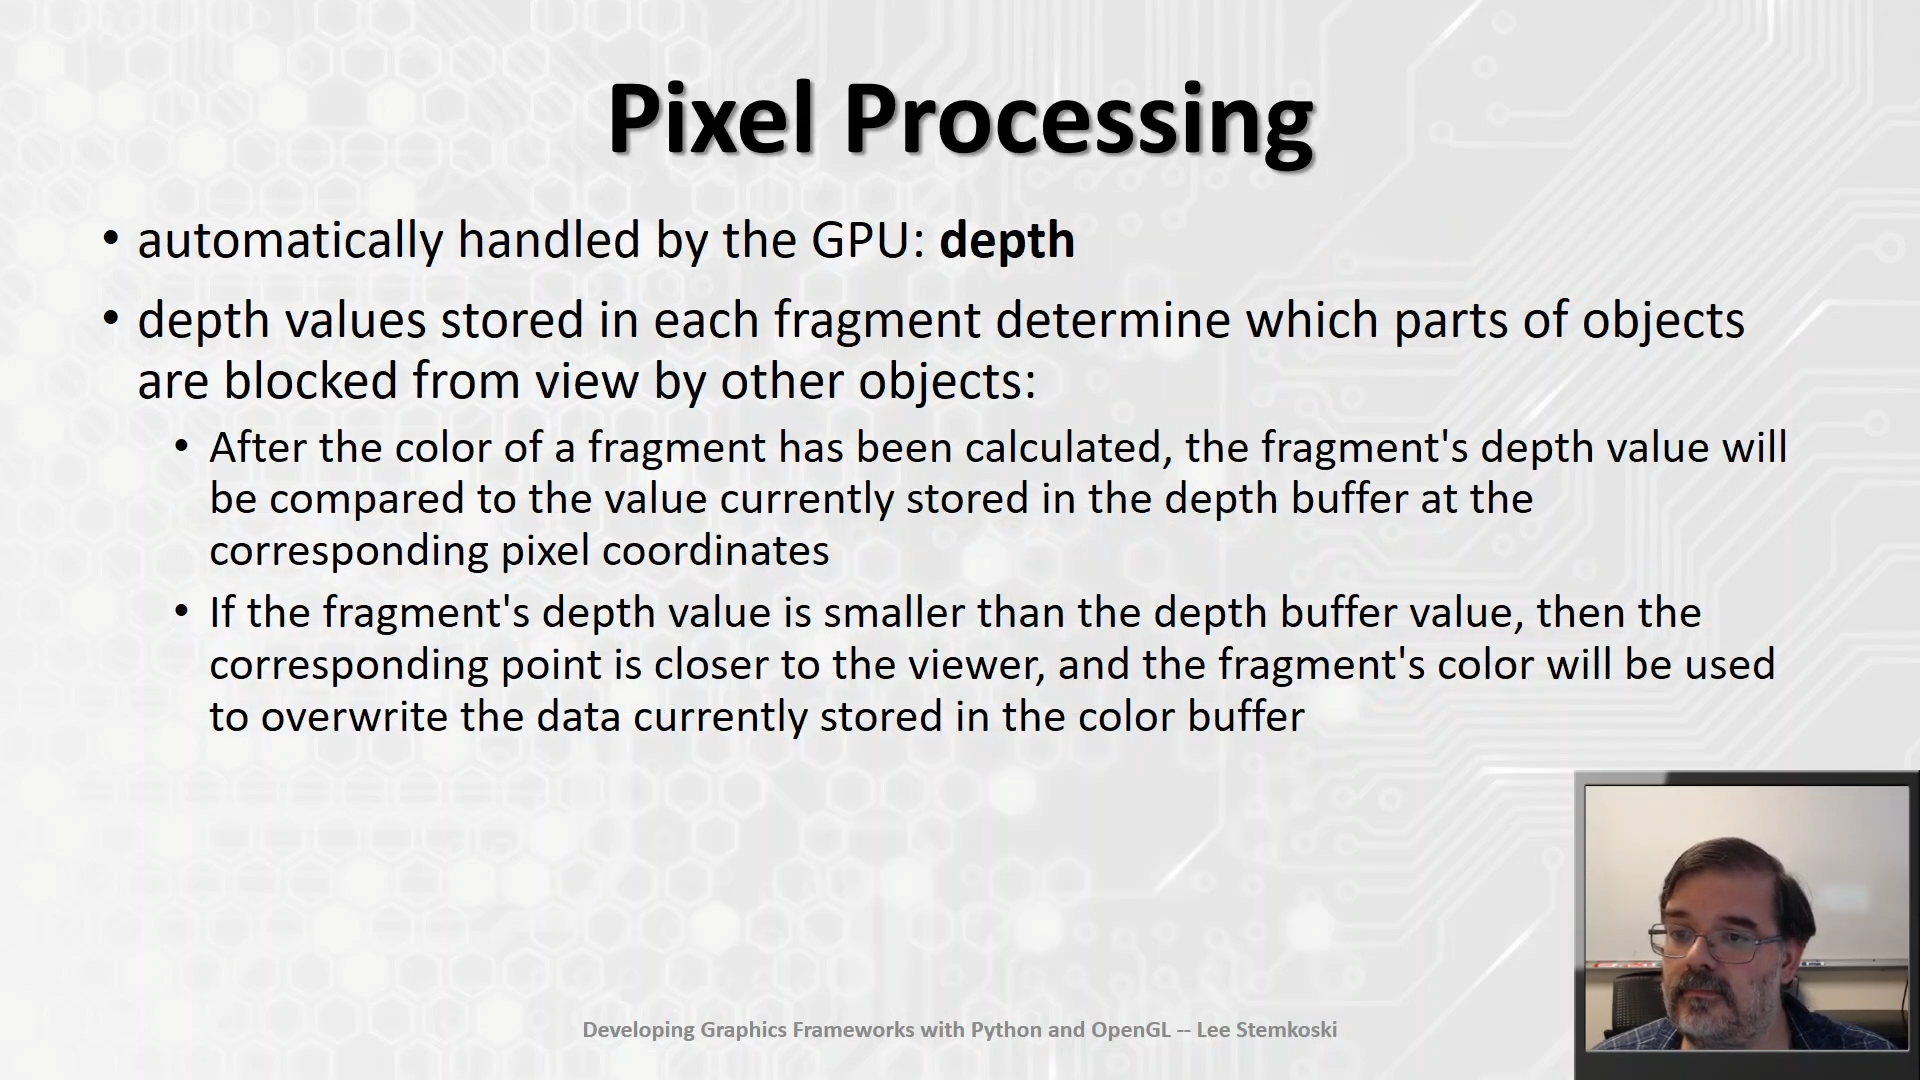 Pixel Processing
• automatically handled by the GPU: depth
• depth values stored in each fragment determine which parts of objects
are blocked from view by other objects:
• After the color of a fragment has been calculated, the fragment's depth value will
be compared to the value currently stored in the depth buffer at the
corresponding pixel coordinates
• If the fragment's depth value is smaller than the depth buffer value, then the
corresponding point is closer to the viewer, and the fragment's color will be used
to overwrite the data currently stored in the color buffer
Developing Graphics Frameworks with Python and OpenGL -- Lee Stemkoski